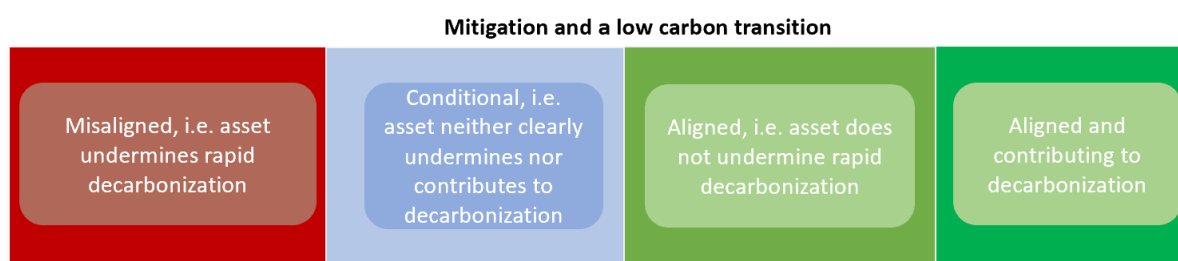 Mitigation and a low carbon transition
Misaligned, i.e. asset
undermines rapid
decarbonization
Conditional, i.e.
asset neither clearly
undermines nor
contributes to
decarbonization
Aligned, i.e. asset does
not undermine rapid
decarbonization
Aligned and
contributing to
decarbonization